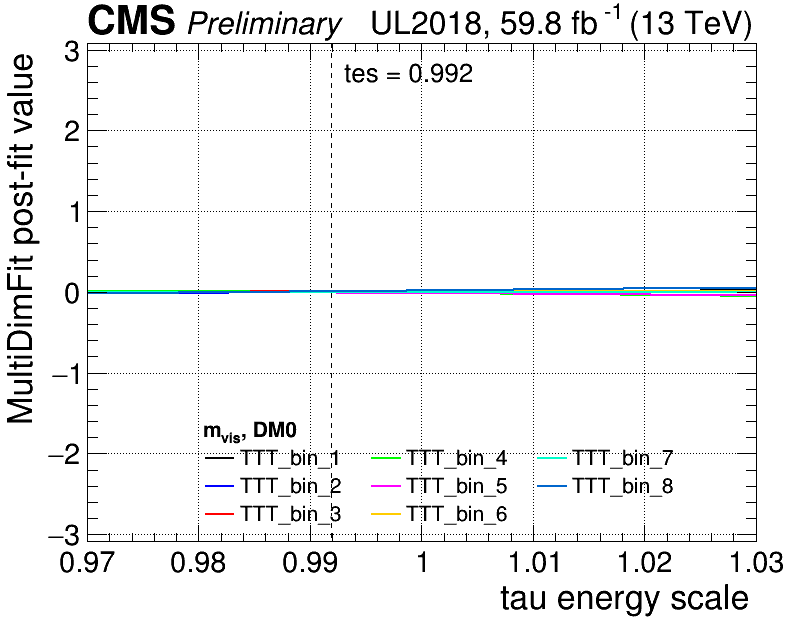 CMS Preliminary UL2018, 59.8 fb⁻¹ (13 TeV)
MultiDimFit post-fit value
3
2
1
0
−1
−2
−3
tes = 0.992
m_vis, DM0
TTT_bin_1 TTT_bin_4 TTT_bin_7
TTT_bin_2 TTT_bin_5 TTT_bin_8
TTT_bin_3 TTT_bin_6
0.97 0.98 0.99 1 1.01 1.02 1.03
tau energy scale